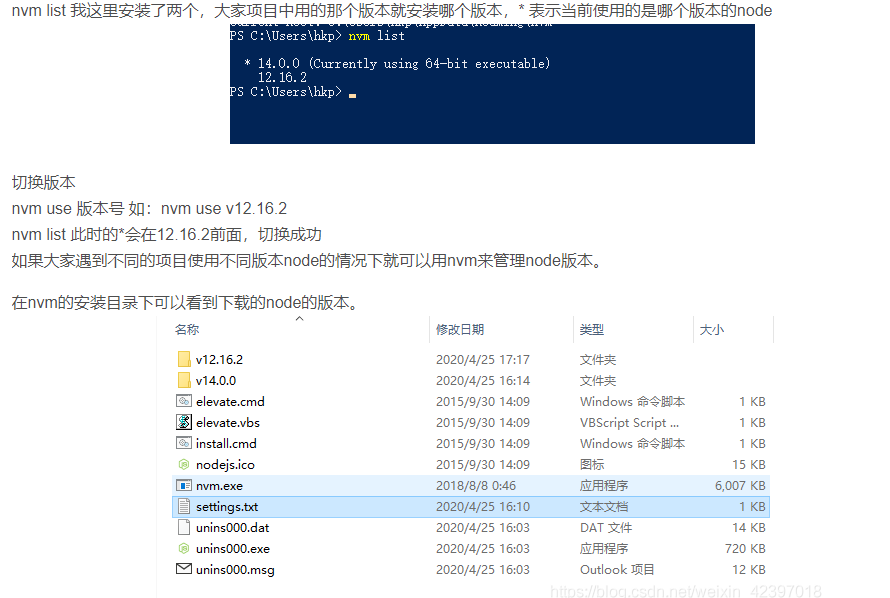 nvm list 我这里安装了两个，大家项目中用的那个版本就安装哪个版本，* 表示当前使用的是哪个版本的node
PS C:\Users\hkp> nvm list
* 14.0.0 (Currently using 64-bit executable)
12.16.2
PS C:\Users\hkp>
切换版本
nvm use 版本号 如：nvm use v12.16.2
nvm list 此时的*会在12.16.2前面，切换成功
如果大家遇到不同的项目使用不同版本node的情况下就可以用nvm来管理node版本。
在nvm的安装目录下可以看到下载的node的版本。
名称 修改日期 类型 大小
v12.16.2 2020/4/25 17:17 文件夹
v14.0.0 2020/4/25 16:14 文件夹
elevate.cmd 2015/9/30 14:09 Windows 命令脚本 1 KB
elevate.vbs 2015/9/30 14:09 VBScript Script ... 1 KB
install.cmd 2015/9/30 14:09 Windows 命令脚本 1 KB
nodejs.ico 2015/9/30 14:09 图标 15 KB
nvm.exe 2018/8/8 0:46 应用程序 6,007 KB
settings.txt 2020/4/25 16:10 文本文档 1 KB
unins000.dat 2020/4/25 16:03 DAT 文件 14 KB
unins000.exe 2020/4/25 16:03 应用程序 720 KB
unins000.msg 2020/4/25 16:03 Outlook 项目 12 KB
https://blog.csdn.net/weixin_42397018